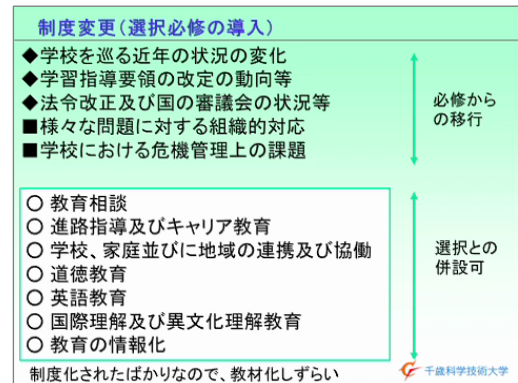 制度変更(選択必修の導入)
◆学校を巡る近年の状況の変化
◆学習指導要領の改定の動向等
◆法令改正及び国の審議会の状況等
■様々な問題に対する組織的対応
■学校における危機管理上の課題
必修から
の移行
○ 教育相談
○ 進路指導及びキャリア教育
○ 学校、家庭並びに地域の連携及び協働
○ 道徳教育
○ 英語教育
○ 国際理解及び異文化理解教育
○ 教育の情報化
選択との
併設可
制度化されたばかりなので、教材化しずらい
千歳科学技術大学